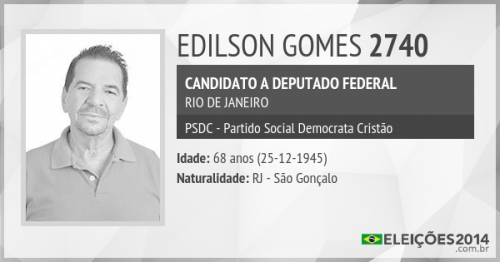 EDILSON GOMES 2740
CANDIDATO A DEPUTADO FEDERAL
RIO DE JANEIRO
PSDC - Partido Social Democrata Cristão
Idade: 68 anos (25-12-1945)
Naturalidade: RJ - São Gonçalo
ELEIÇÕES2014
.com.br